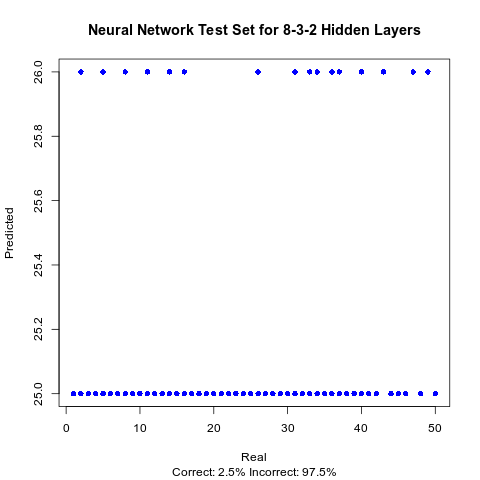 Neural Network Test Set for 8-3-2 Hidden Layers
Predicted
26.0
25.8
25.6
25.4
25.2
25.0
0 10 20 30 40 50
Real
Correct: 2.5% Incorrect: 97.5%